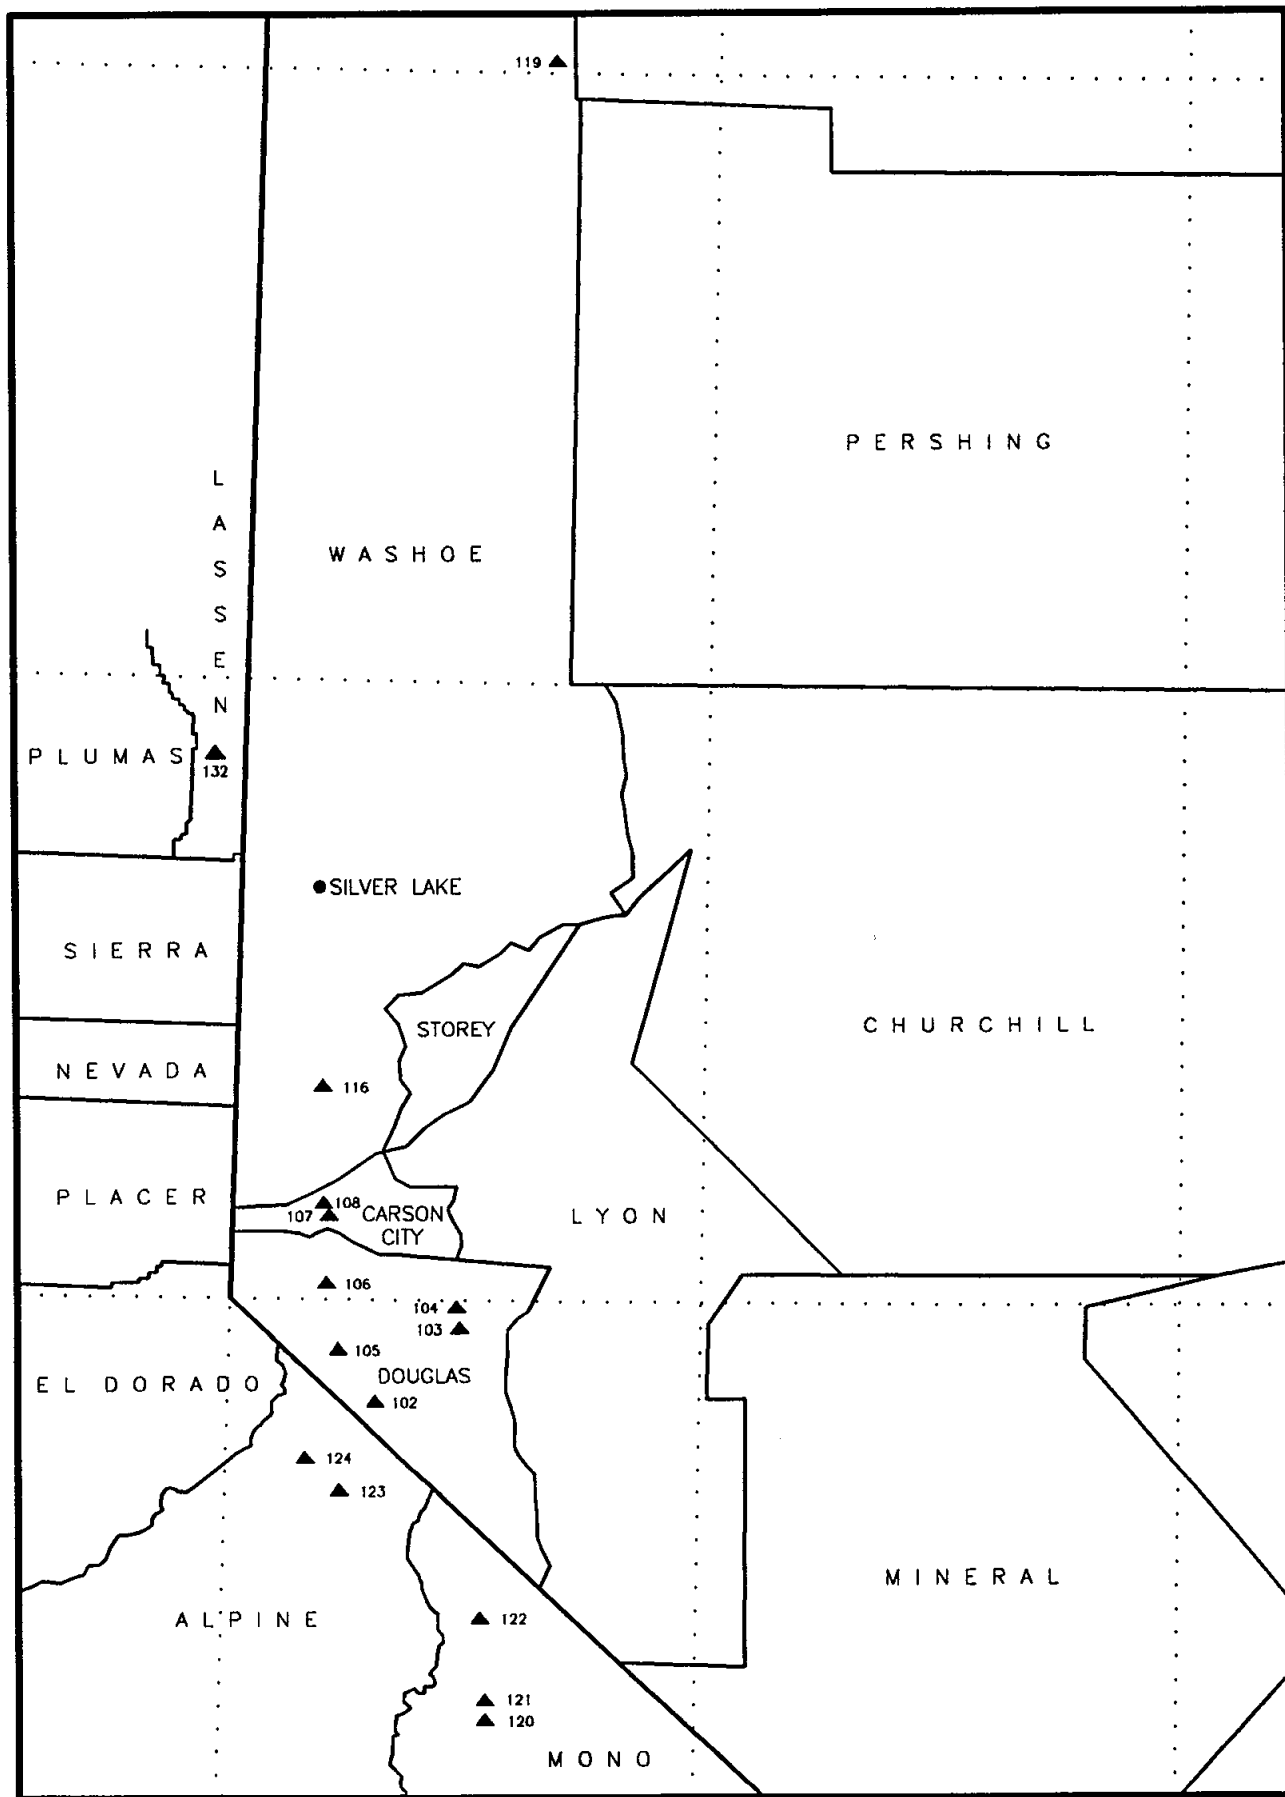 119
PERSHING
LASSEN
WASHOE
PLUMAS
132
SILVER LAKE
SIERRA
STOREY
CHURCHILL
NEVADA
116
PLACER
108
107
CARSON
CITY
LYON
106
104
103
105
DOUGLAS
EL DORADO
102
124
123
MINERAL
ALPINE
122
121
120
MONO